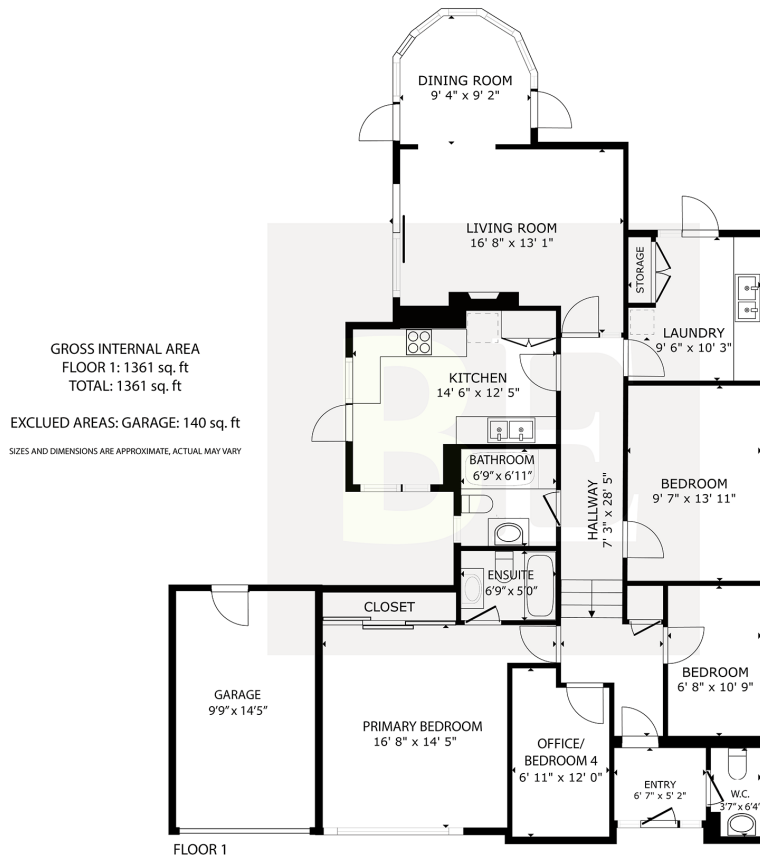 DINING ROOM
9' 4" x 9' 2"
LIVING ROOM
16' 8" x 13' 1"
STORAGE
LAUNDRY
9' 6" x 10' 3"
GROSS INTERNAL AREA
FLOOR 1: 1361 sq. ft
TOTAL: 1361 sq. ft
EXCLUED AREAS: GARAGE: 140 sq. ft
SIZES AND DIMENSIONS ARE APPROXIMATE, ACTUAL MAY VARY
KITCHEN
14' 6" x 12' 5"
BE
BATHROOM
6'9" x 6'11"
HALLWAY
7' 3" x 28' 5"
BEDROOM
9' 7" x 13' 11"
ENSUITE
6'9" x 5'0"
CLOSET
BEDROOM
6' 8" x 10' 9"
GARAGE
9'9" x 14'5"
PRIMARY BEDROOM
16' 8" x 14' 5"
OFFICE/
BEDROOM 4
6' 11" x 12' 0"
ENTRY
6' 7" x 5' 2"
W.C.
3'7" x 6'4"
FLOOR 1